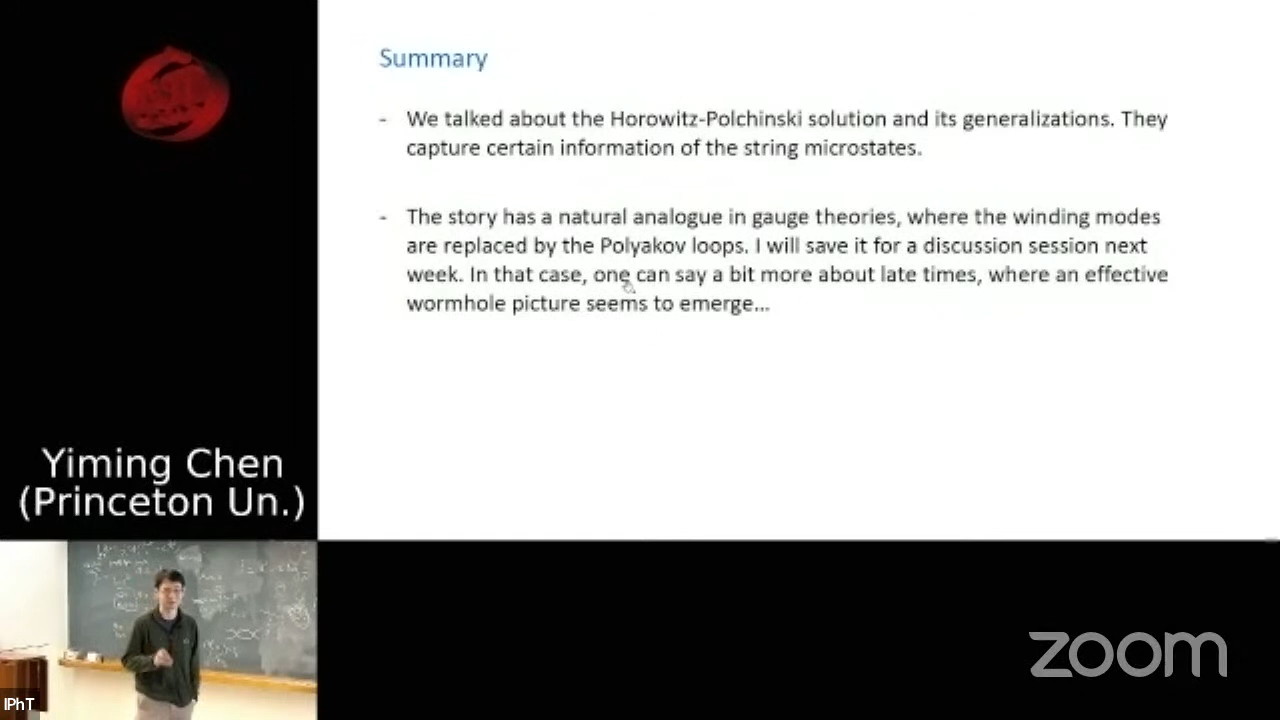 Summary
- We talked about the Horowitz-Polchinski solution and its generalizations. They
capture certain information of the string microstates.
- The story has a natural analogue in gauge theories, where the winding modes
are replaced by the Polyakov loops. I will save it for a discussion session next
week. In that case, one can say a bit more about late times, where an effective
wormhole picture seems to emerge...
Yiming Chen
(Princeton Un.)
IPhT
zoom